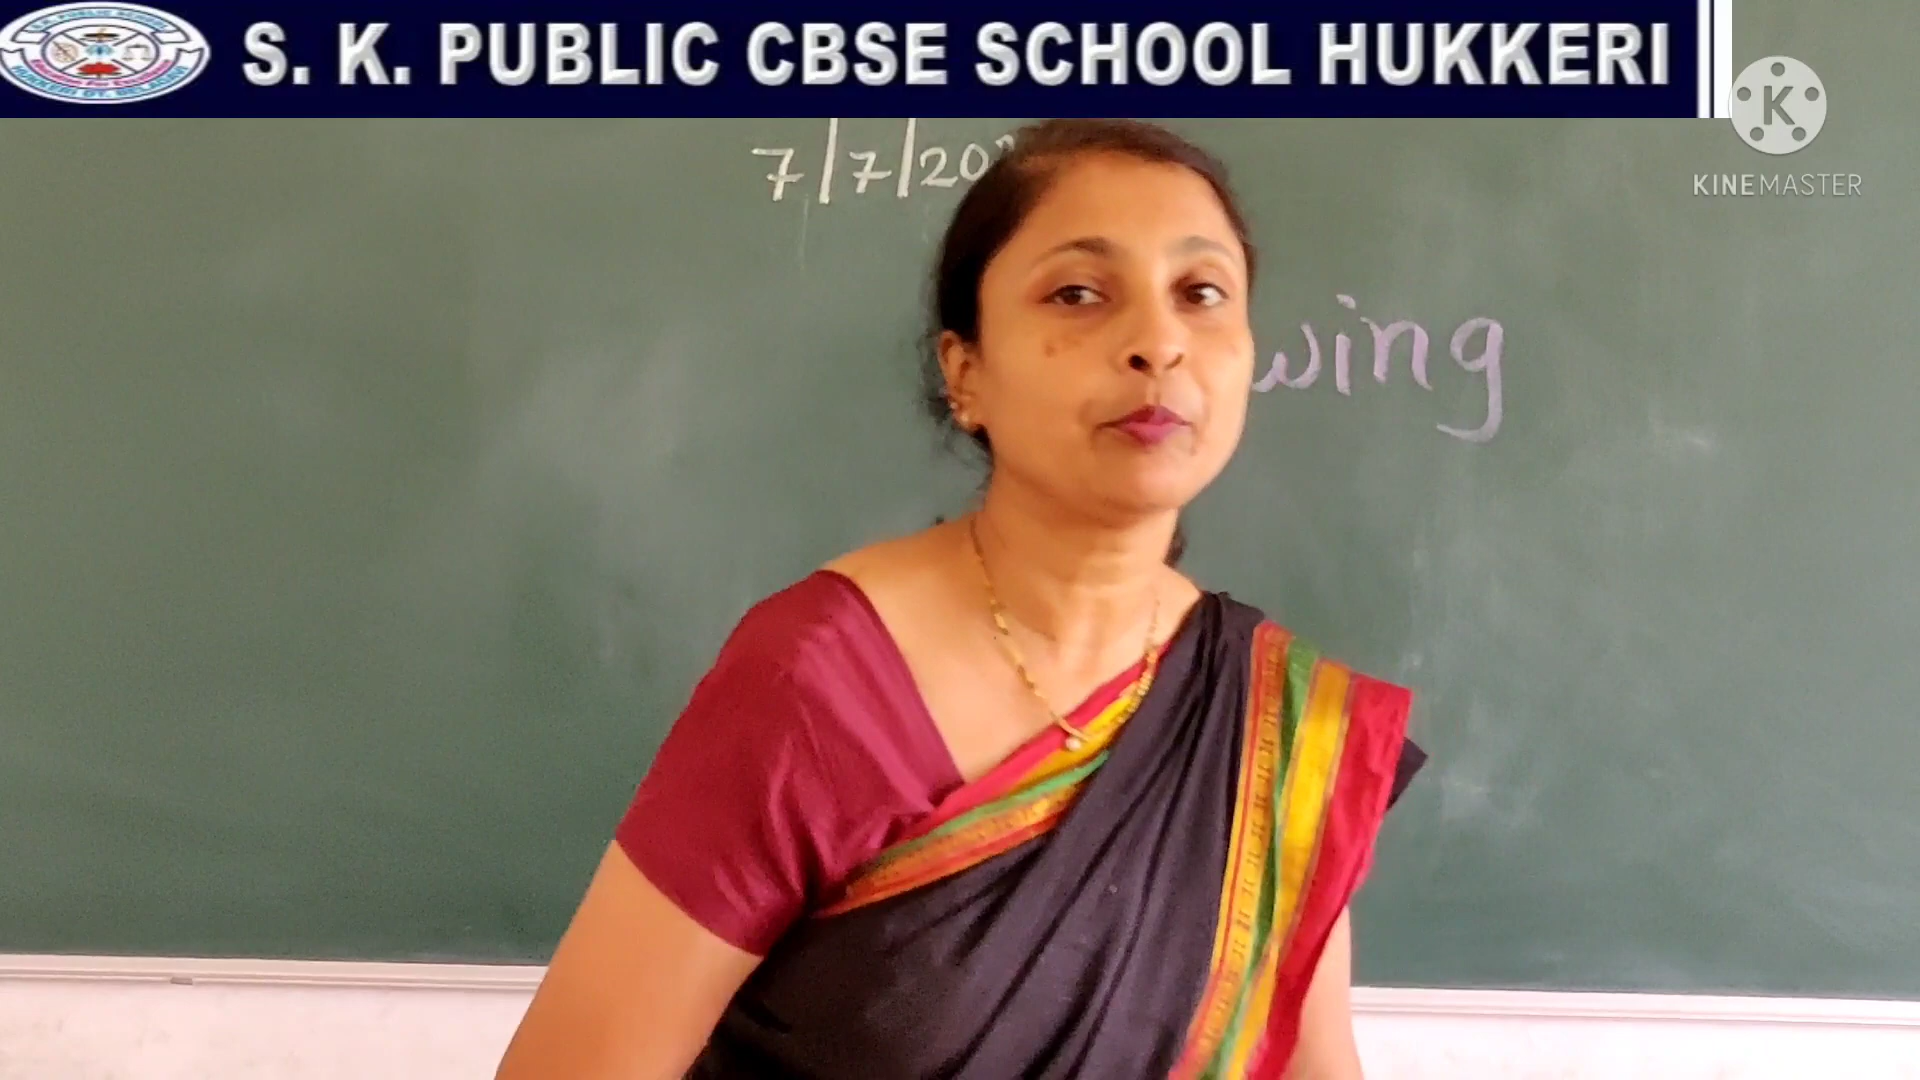 S. K. PUBLIC CBSE SCHOOL HUKKERI
KINEMASTER
7/7/20
wing